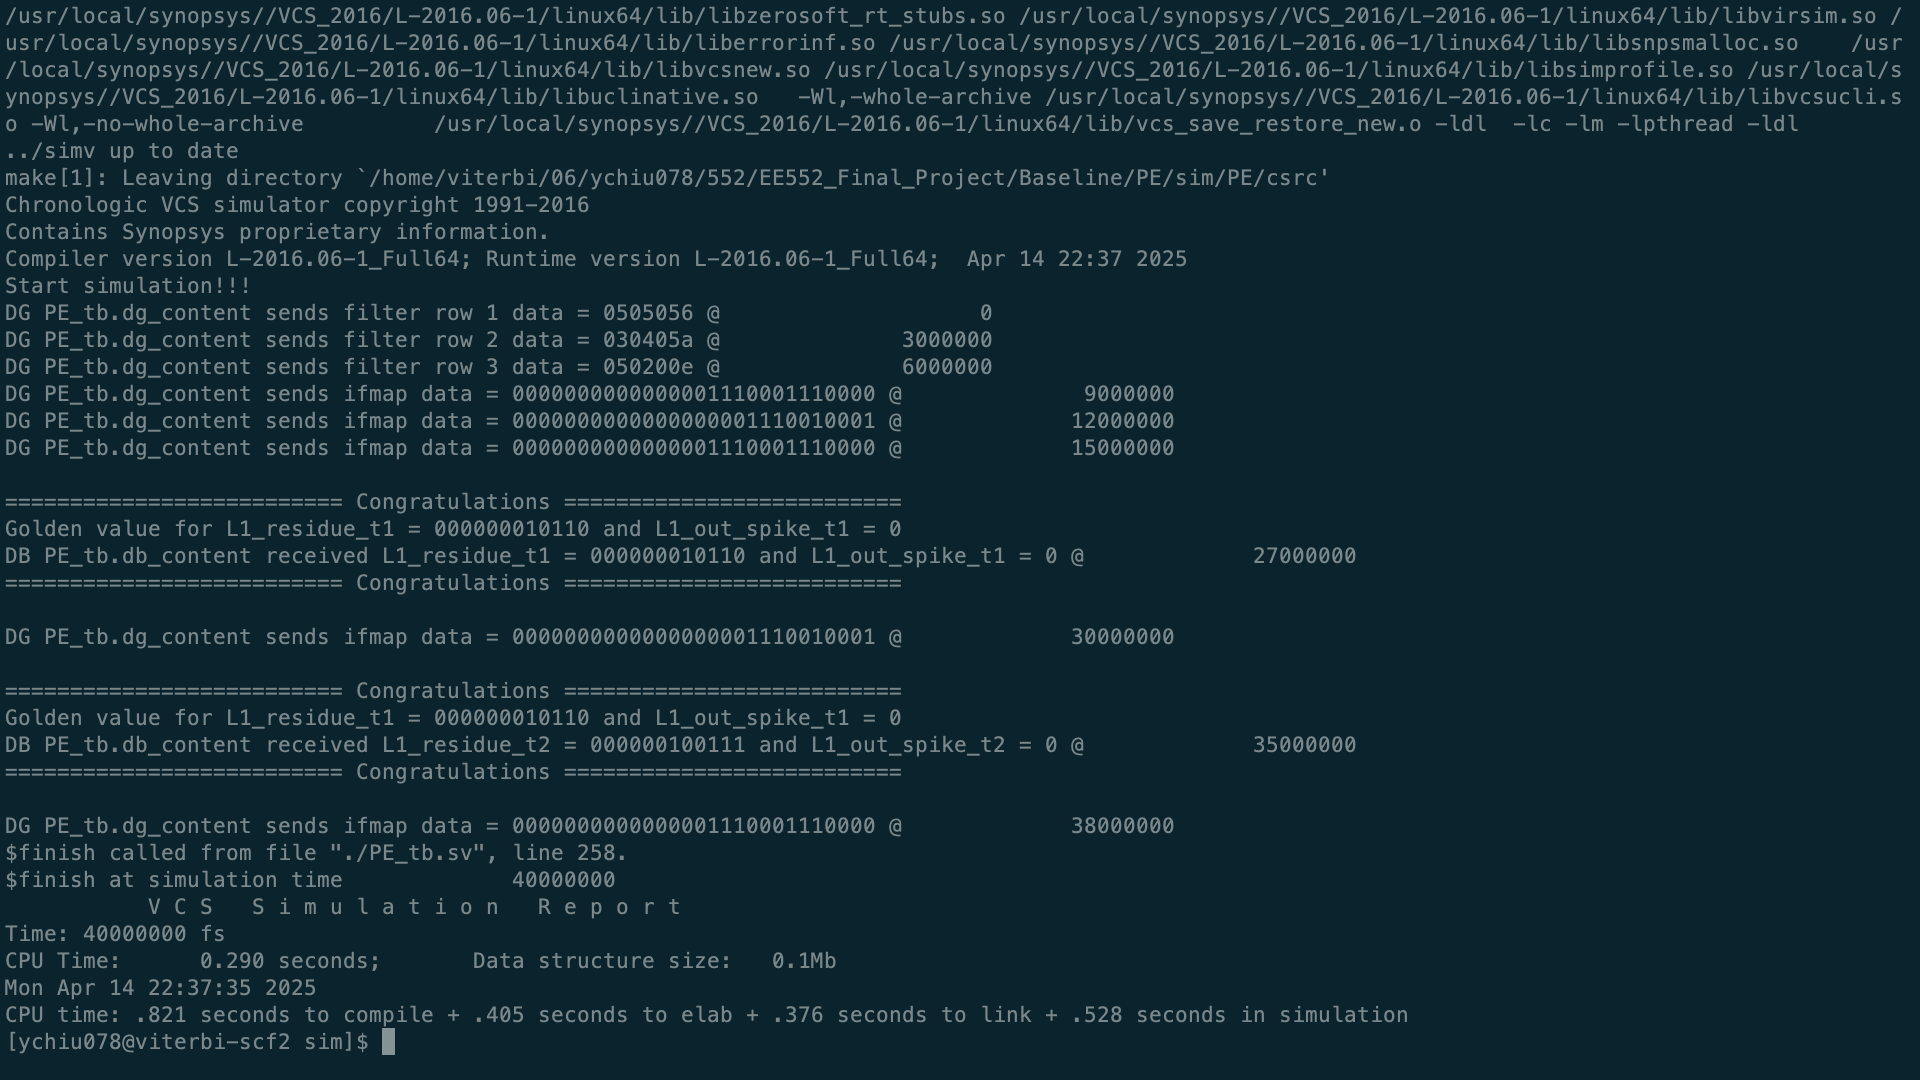 /usr/local/synopsys//VCS_2016/L-2016.06-1/linux64/lib/libzerosoft_rt_stubs.so /usr/local/synopsys//VCS_2016/L-2016.06-1/linux64/lib/libvirsim.so /
usr/local/synopsys//VCS_2016/L-2016.06-1/linux64/lib/liberrorinf.so /usr/local/synopsys//VCS_2016/L-2016.06-1/linux64/lib/libsnpsmalloc.so    /usr
/local/synopsys//VCS_2016/L-2016.06-1/linux64/lib/libvcsnew.so /usr/local/synopsys//VCS_2016/L-2016.06-1/linux64/lib/libsimprofile.so /usr/local/s
ynopsys//VCS_2016/L-2016.06-1/linux64/lib/libuclinative.so   -Wl,-whole-archive /usr/local/synopsys//VCS_2016/L-2016.06-1/linux64/lib/libvcsucli.s
o -Wl,-no-whole-archive          /usr/local/synopsys//VCS_2016/L-2016.06-1/linux64/lib/vcs_save_restore_new.o -ldl  -lc -lm -lpthread -ldl
../simv up to date
make[1]: Leaving directory `/home/viterbi/06/ychiu078/552/EE552_Final_Project/Baseline/PE/sim/PE/csrc'
Chronologic VCS simulator copyright 1991-2016
Contains Synopsys proprietary information.
Compiler version L-2016.06-1_Full64; Runtime version L-2016.06-1_Full64;  Apr 14 22:37 2025
Start simulation!!!
DG PE_tb.dg_content sends filter row 1 data = 0505056 @                    0
DG PE_tb.dg_content sends filter row 2 data = 030405a @              3000000
DG PE_tb.dg_content sends filter row 3 data = 050200e @              6000000
DG PE_tb.dg_content sends ifmap data = 0000000000000001110001110000 @              9000000
DG PE_tb.dg_content sends ifmap data = 0000000000000000001110010001 @             12000000
DG PE_tb.dg_content sends ifmap data = 0000000000000001110001110000 @             15000000
========================== Congratulations ==========================
Golden value for L1_residue_t1 = 000000010110 and L1_out_spike_t1 = 0
DB PE_tb.db_content received L1_residue_t1 = 000000010110 and L1_out_spike_t1 = 0 @             27000000
========================== Congratulations ==========================
DG PE_tb.dg_content sends ifmap data = 0000000000000000001110010001 @             30000000
========================== Congratulations ==========================
Golden value for L1_residue_t1 = 000000010110 and L1_out_spike_t1 = 0
DB PE_tb.db_content received L1_residue_t2 = 000000100111 and L1_out_spike_t2 = 0 @             35000000
========================== Congratulations ==========================
DG PE_tb.dg_content sends ifmap data = 0000000000000001110001110000 @             38000000
$finish called from file "./PE_tb.sv", line 258.
$finish at simulation time             40000000
           V C S   S i m u l a t i o n   R e p o r t
Time: 40000000 fs
CPU Time:      0.290 seconds;       Data structure size:   0.1Mb
Mon Apr 14 22:37:35 2025
CPU time: .821 seconds to compile + .405 seconds to elab + .376 seconds to link + .528 seconds in simulation
[ychiu078@viterbi-scf2 sim]$